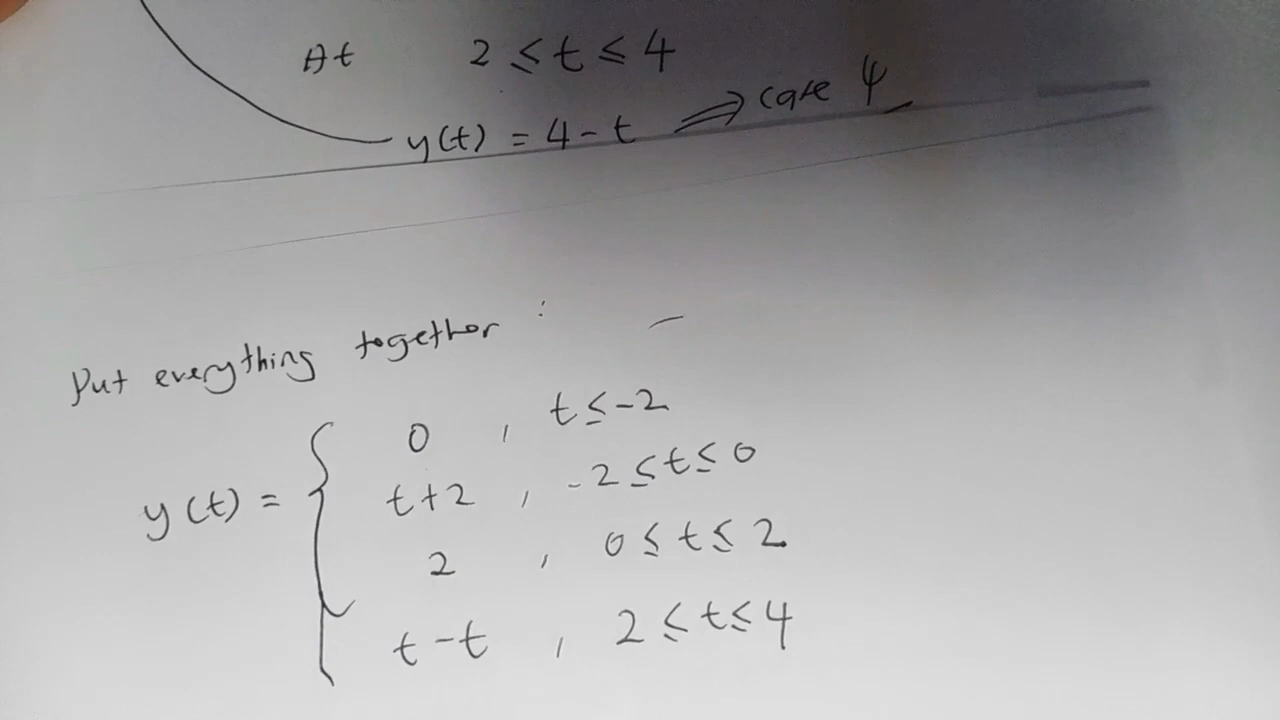 At 2 ≤ t ≤ 4
y(t) = 4 - t ⇒ case 4
Put everything together :
0 , t ≤ -2
t + 2 , -2 ≤ t ≤ 0
y(t) = {
2 , 0 ≤ t ≤ 2
t - t , 2 ≤ t ≤ 4